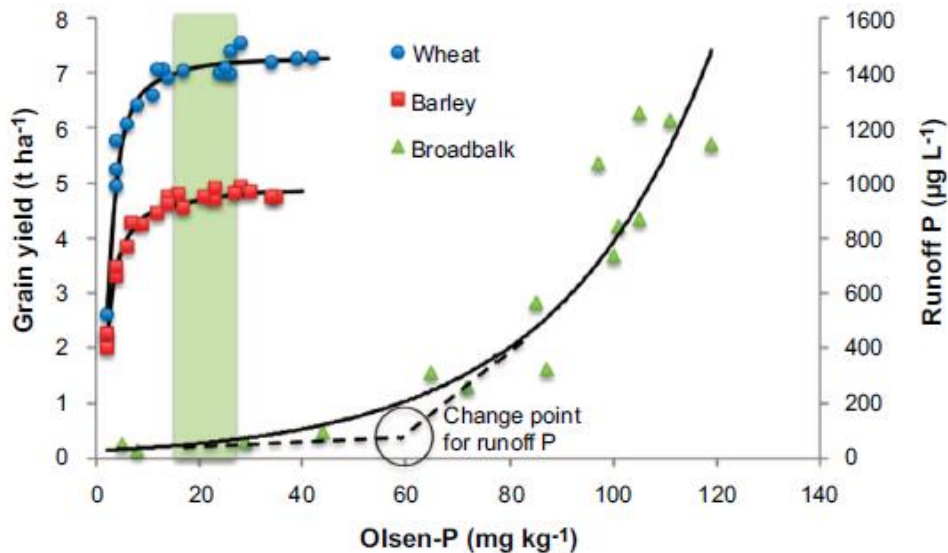 8
7
6
5
4
3
2
1
0
Grain yield (t ha⁻¹)
Wheat
Barley
Broadbalk
Change point
for runoff P
1600
1400
1200
1000
800
600
400
200
0
Runoff P (µg L⁻¹)
0 20 40 60 80 100 120 140
Olsen-P (mg kg⁻¹)